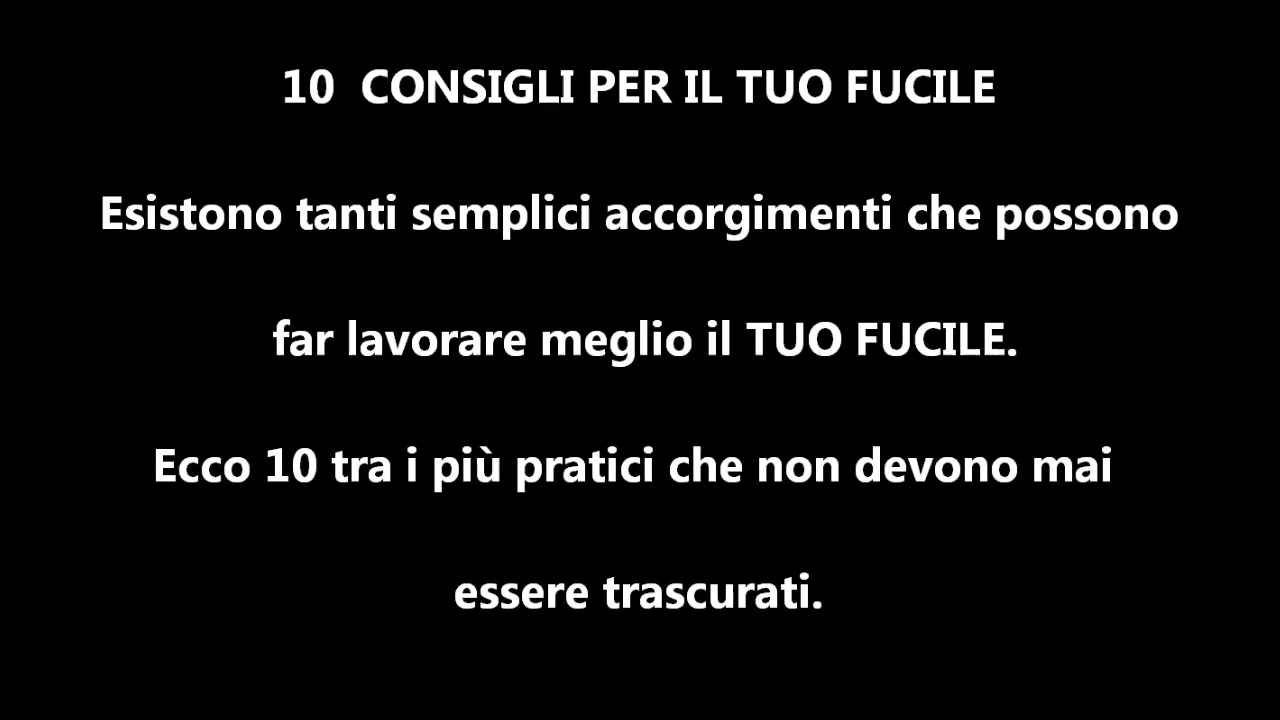 10  CONSIGLI PER IL TUO FUCILE
Esistono tanti semplici accorgimenti che possono
far lavorare meglio il TUO FUCILE.
Ecco 10 tra i più pratici che non devono mai
essere trascurati.